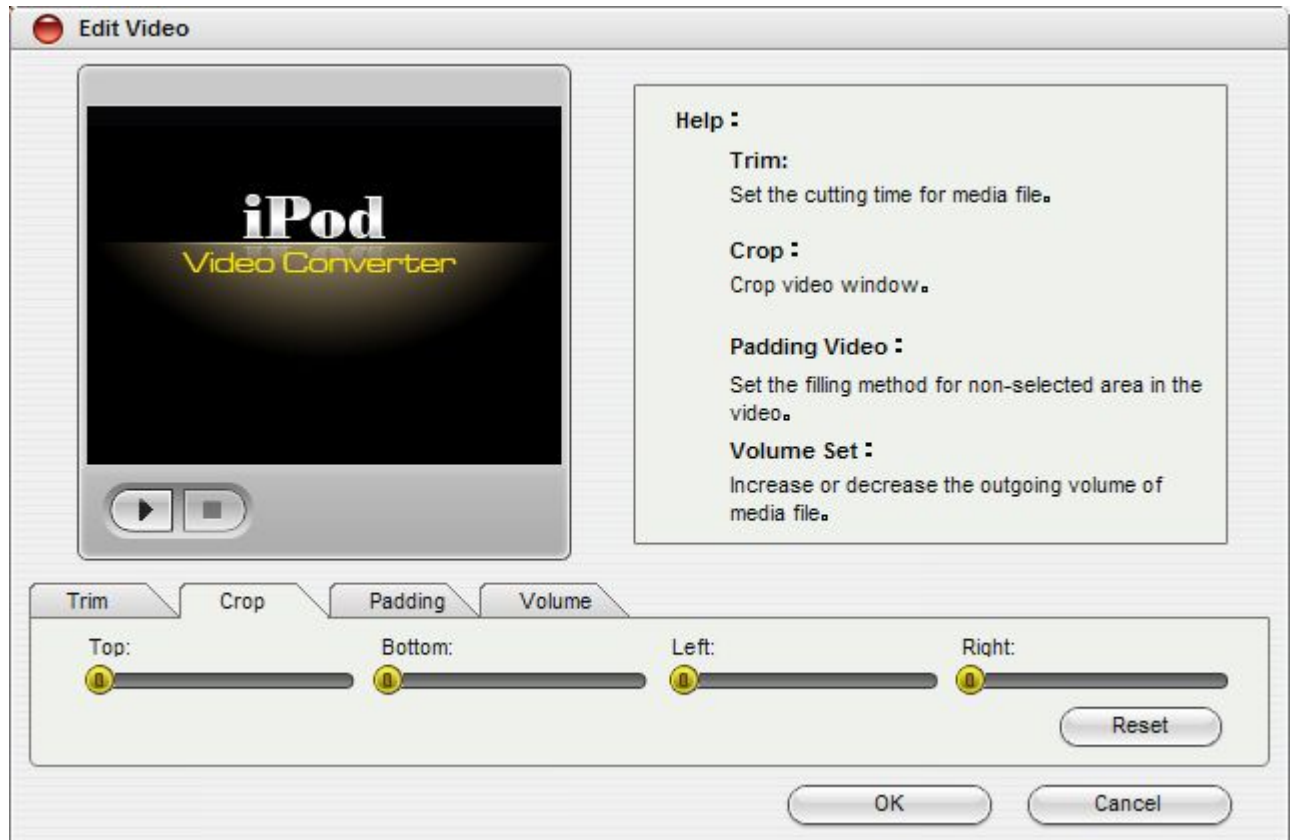 Edit Video
iPod
Video Converter
Help:
Trim:
Set the cutting time for media file。
Crop:
Crop video window。
Padding Video:
Set the filling method for non-selected area in the
video。
Volume Set:
Increase or decrease the outgoing volume of
media file。
Trim Crop Padding Volume
Top: Bottom: Left: Right:
Reset
OK Cancel